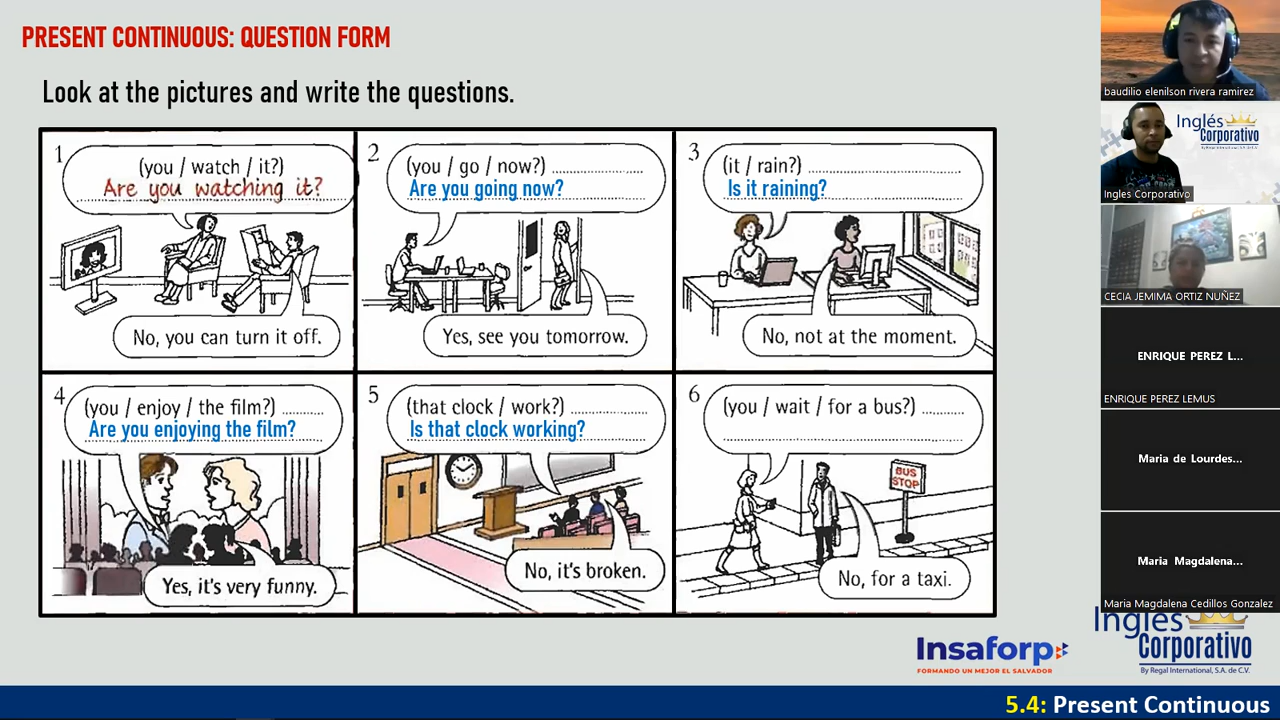 PRESENT CONTINUOUS: QUESTION FORM
Look at the pictures and write the questions.
1
(you / watch / it?)
Are you watching it?
No, you can turn it off.
2
(you / go / now?)
Are you going now?
Yes, see you tomorrow.
3
(it / rain?)
Is it raining?
No, not at the moment.
4
(you / enjoy / the film?)
Are you enjoying the film?
Yes, it's very funny.
5
(that clock / work?)
Is that clock working?
No, it's broken.
6
(you / wait / for a bus?)
BUS
STOP
No, for a taxi.
baudilio elenilson rivera ramirez
Inglés
Corporativo
By Regal International, S.A. de C.V.
Ingles Corporativo
CECIA JEMIMA ORTIZ NUÑEZ
ENRIQUE PEREZ L...
ENRIQUE PEREZ LEMUS
Maria de Lourdes...
Maria Magdalena...
Maria Magdalena Cedillos Gonzalez
Insaforp
FORMANDO UN MEJOR EL SALVADOR
Inglés
Corporativo
By Regal International, S.A. de C.V.
5.4: Present Continuous